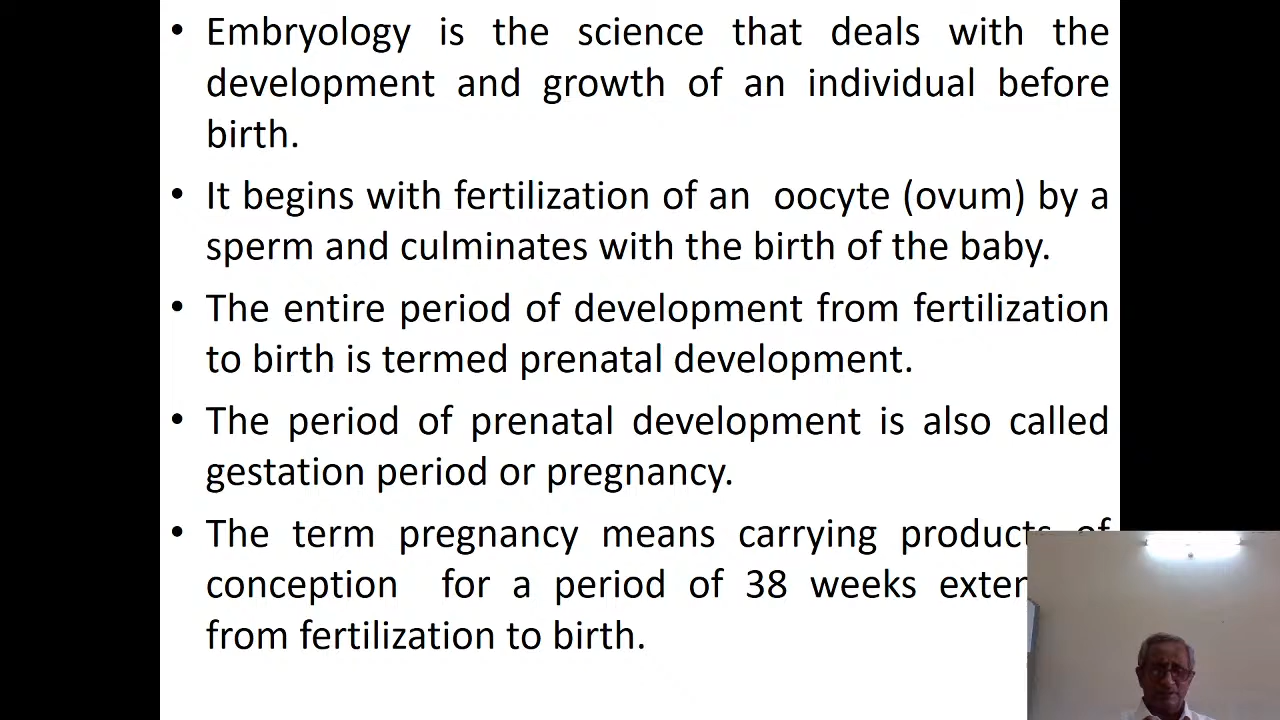 • Embryology is the science that deals with the
development and growth of an individual before
birth.
• It begins with fertilization of an oocyte (ovum) by a
sperm and culminates with the birth of the baby.
• The entire period of development from fertilization
to birth is termed prenatal development.
• The period of prenatal development is also called
gestation period or pregnancy.
• The term pregnancy means carrying products of
conception for a period of 38 weeks exten
from fertilization to birth.